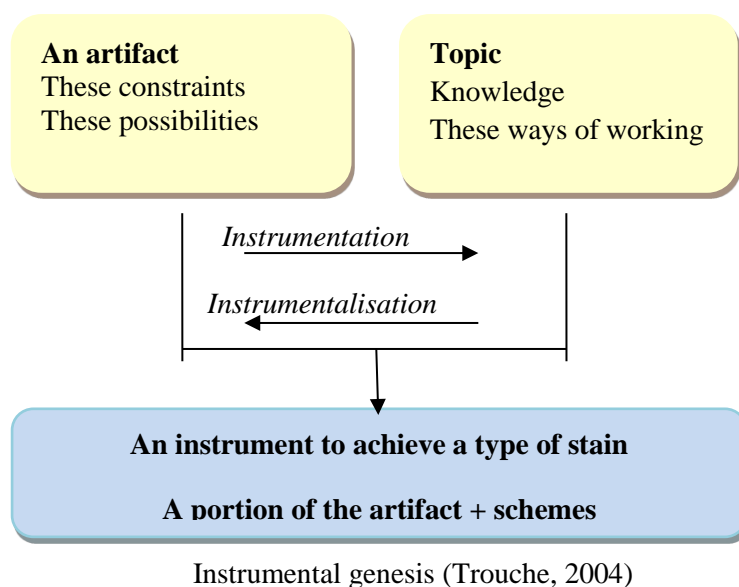 An artifact
These constraints
These possibilities
Topic
Knowledge
These ways of working
Instrumentation
Instrumentalisation
An instrument to achieve a type of stain
A portion of the artifact + schemes
Instrumental genesis (Trouche, 2004)